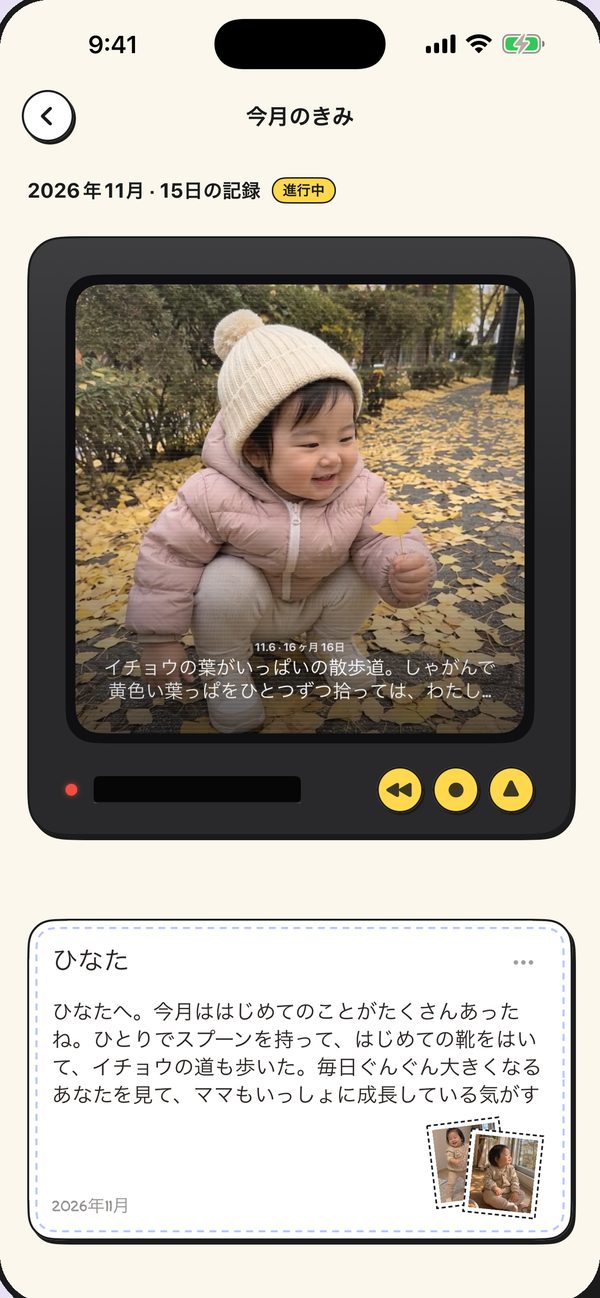 9:41
今月のきみ
2026年11月 · 15日の記録
進行中
11.6 · 16ヶ月16日
イチョウの葉がいっぱいの散歩道。しゃがんで
黄色い葉っぱをひとつずつ拾っては、わたし…
ひなた
ひなたへ。今月ははじめてのことがたくさんあった
ね。ひとりでスプーンを持って、はじめての靴をはい
て、イチョウの道も歩いた。毎日ぐんぐん大きくなる
あなたを見て、ママもいっしょに成長している気がす
2026年11月